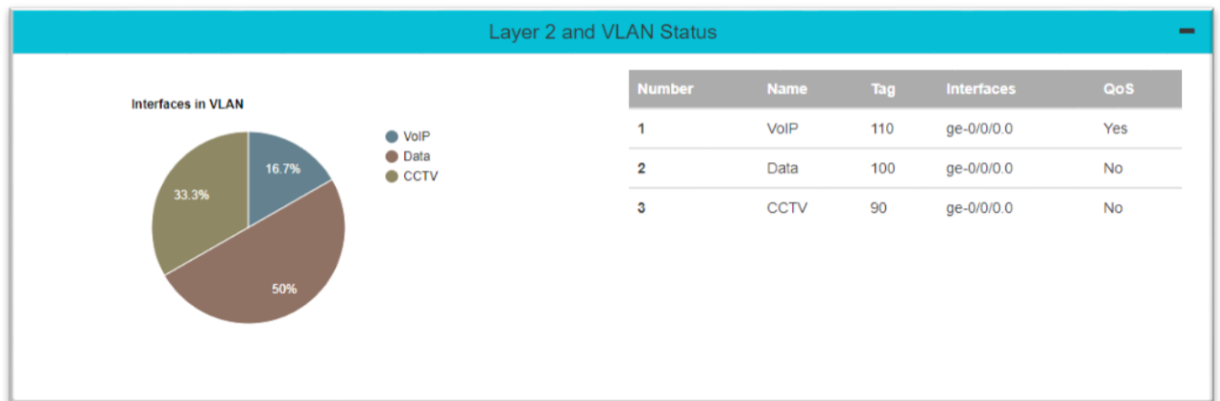 Layer 2 and VLAN Status
Interfaces in VLAN
VoIP
Data
CCTV
16.7%
33.3%
50%
Number Name Tag Interfaces QoS
1 VoIP 110 ge-0/0/0.0 Yes
2 Data 100 ge-0/0/0.0 No
3 CCTV 90 ge-0/0/0.0 No